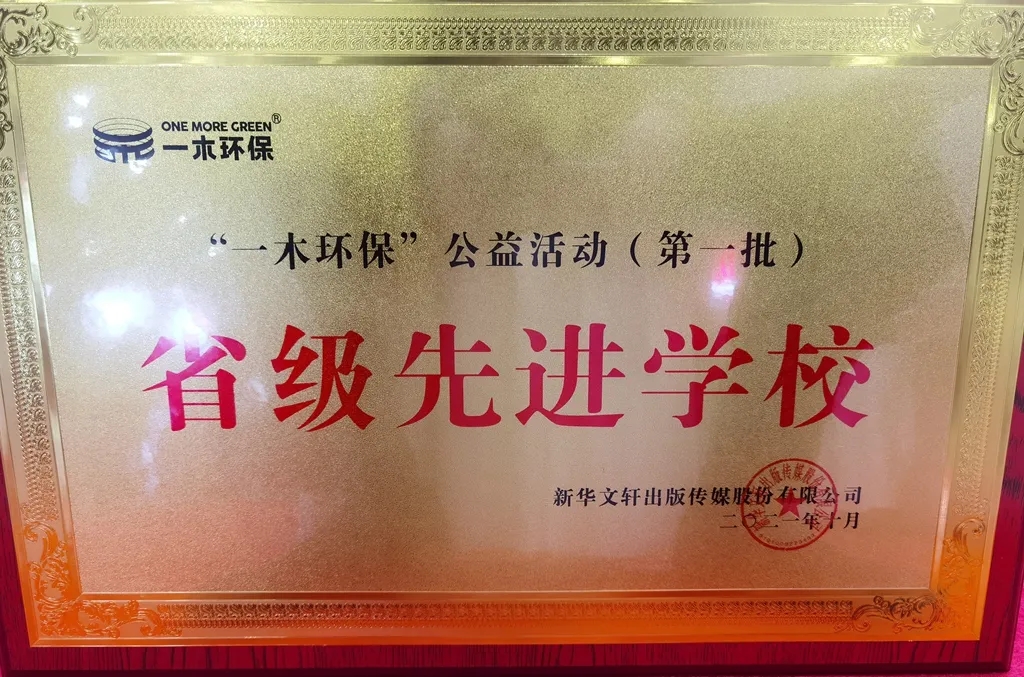 ONE MORE GREEN®
一木环保
“一木环保”公益活动（第一批）
省级先进学校
新华文轩出版传媒股份有限公司
二〇二一年十月